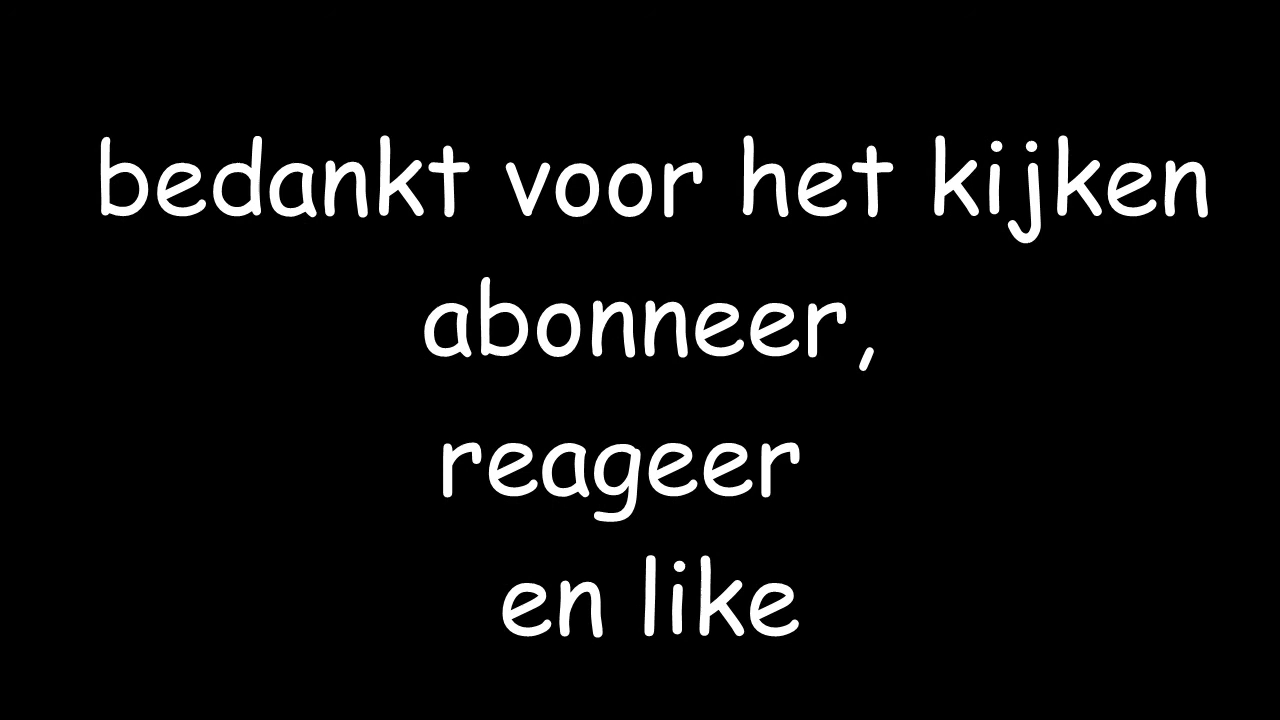 bedankt voor het kijken
abonneer,
reageer
en like